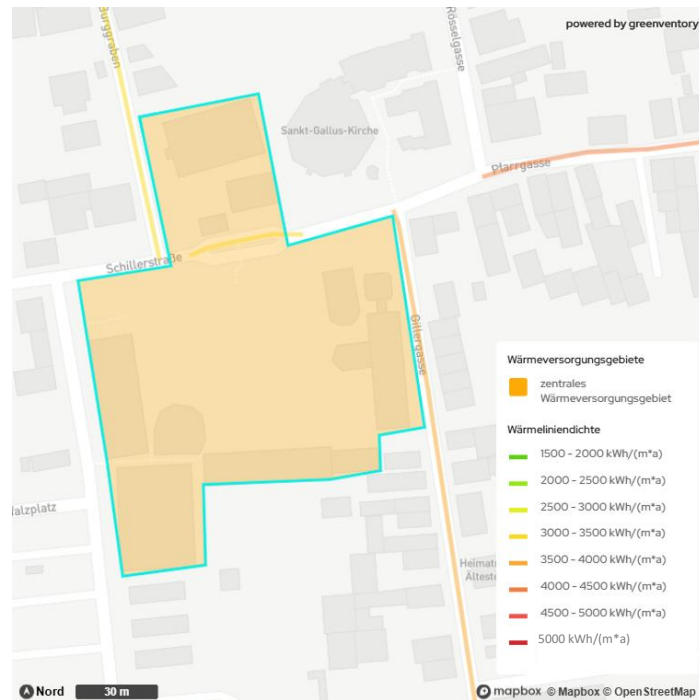 powered by greenventory
Burggraben
Rösselgasse
Sankt-Gallus-Kirche
Pfarrgasse
Schillerstraße
Gillergasse
Wärmeversorgungsgebiete
zentrales
Wärmeversorgungsgebiet
Wärmeliniendichte
1500 - 2000 kWh/(m*a)
2000 - 2500 kWh/(m*a)
2500 - 3000 kWh/(m*a)
3000 - 3500 kWh/(m*a)
3500 - 4000 kWh/(m*a)
4000 - 4500 kWh/(m*a)
4500 - 5000 kWh/(m*a)
5000 kWh/(m*a)
alzplatz
Heimatm
Älteste
Nord
30 m
mapbox © Mapbox © OpenStreetMap